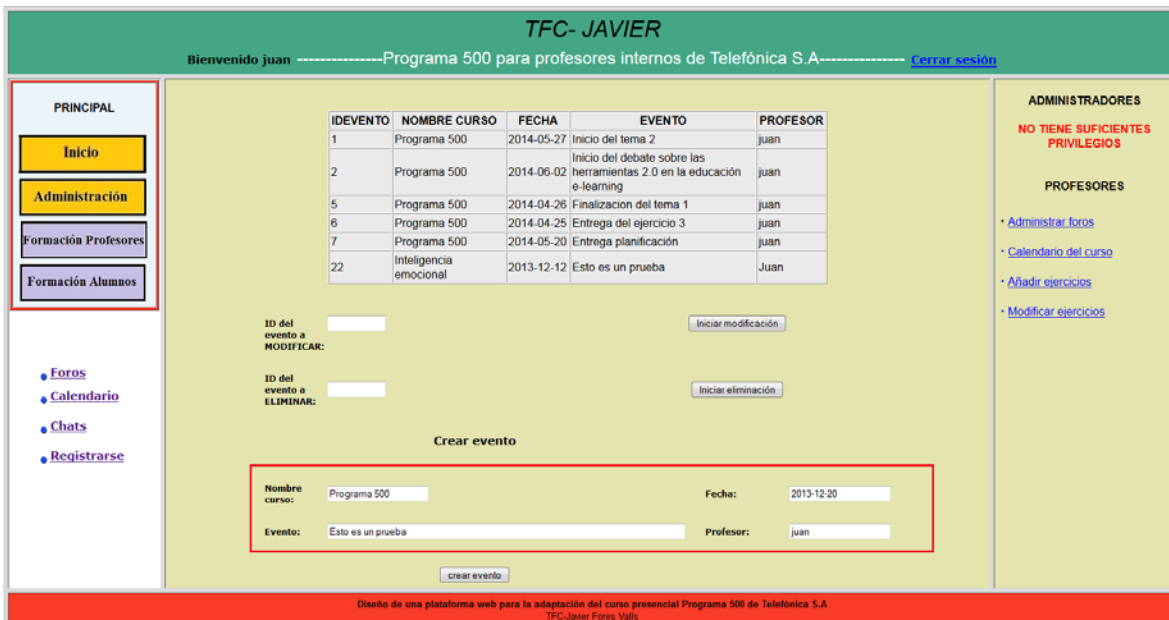 TFC- JAVIER
Bienvenido juan ---------------Programa 500 para profesores internos de Telefónica S.A--------------- Cerrar sesión
PRINCIPAL
Inicio
Administración
Formación Profesores
Formación Alumnos
Foros
Calendario
Chats
Registrarse
IDEVENTO NOMBRE CURSO FECHA EVENTO PROFESOR
1 Programa 500 2014-05-27 Inicio del tema 2 juan
2 Programa 500 2014-06-02 Inicio del debate sobre las
herramientas 2.0 en la educación
e-learning juan
5 Programa 500 2014-04-26 Finalizacion del tema 1 juan
6 Programa 500 2014-04-25 Entrega del ejercicio 3 juan
7 Programa 500 2014-05-20 Entrega planificación juan
22 Inteligencia
emocional 2013-12-12 Esto es un prueba Juan
ID del
evento a
MODIFICAR:
Iniciar modificación
ID del
evento a
ELIMINAR:
Iniciar eliminación
Crear evento
Nombre
curso: Programa 500 Fecha: 2013-12-20
Evento: Esto es un prueba Profesor: juan
crear evento
ADMINISTRADORES
NO TIENE SUFICIENTES
PRIVILEGIOS
PROFESORES
· Administrar foros
· Calendario del curso
· Añadir ejercicios
· Modificar ejercicios
Diseño de una plataforma web para la adaptación del curso presencial Programa 500 de Telefónica S.A
TFC-Javier Fores Valls